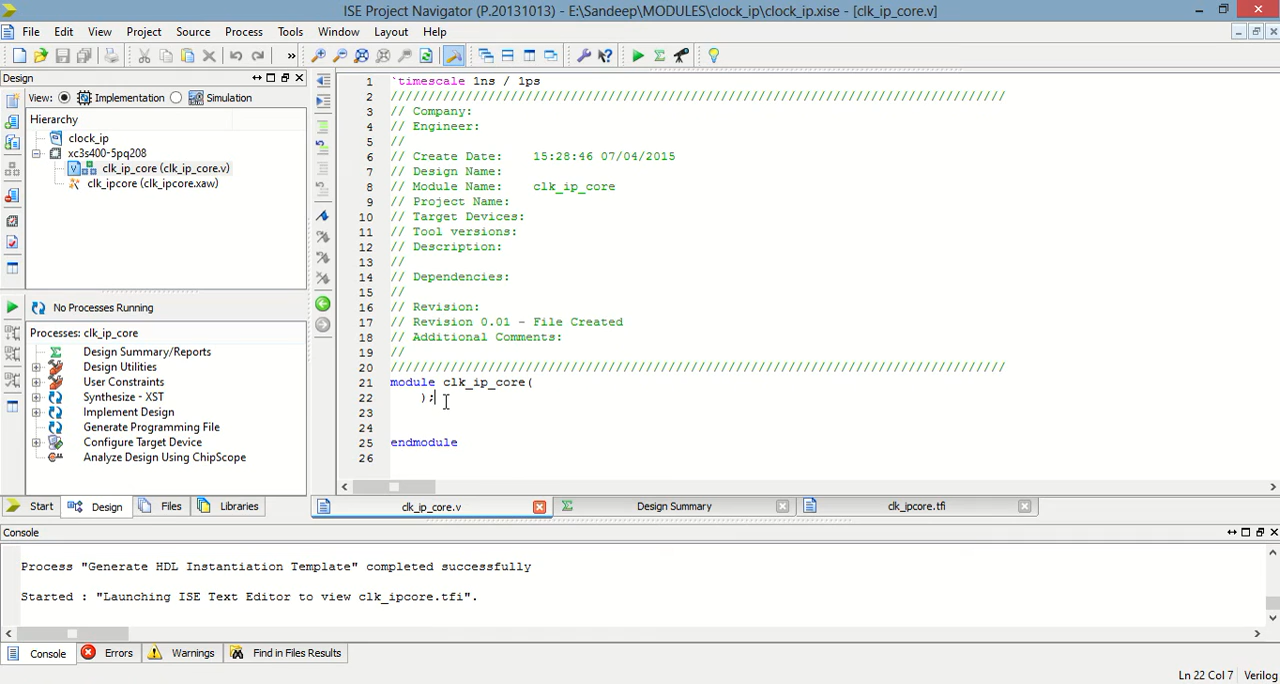 ISE Project Navigator (P.20131013) - E:\Sandeep\MODULES\clock_ip\clock_ip.xise - [clk_ip_core.v]
File Edit View Project Source Process Tools Window Layout Help
Design
View: Implementation Simulation
Hierarchy
clock_ip
xc3s400-5pq208
clk_ip_core (clk_ip_core.v)
clk_ipcore (clk_ipcore.xaw)
No Processes Running
Processes: clk_ip_core
Design Summary/Reports
Design Utilities
User Constraints
Synthesize - XST
Implement Design
Generate Programming File
Configure Target Device
Analyze Design Using ChipScope
Start Design Files Libraries
1 `timescale 1ns / 1ps
2 //////////////////////////////////////////////////////////////////////////////////
3 // Company:
4 // Engineer:
5 //
6 // Create Date: 15:28:46 07/04/2015
7 // Design Name:
8 // Module Name: clk_ip_core
9 // Project Name:
10 // Target Devices:
11 // Tool versions:
12 // Description:
13 //
14 // Dependencies:
15 //
16 // Revision:
17 // Revision 0.01 - File Created
18 // Additional Comments:
19 //
20 //////////////////////////////////////////////////////////////////////////////////
21 module clk_ip_core(
22 );
23
24
25 endmodule
26
clk_ip_core.v Design Summary clk_ipcore.tfi
Console
Process "Generate HDL Instantiation Template" completed successfully
Started : "Launching ISE Text Editor to view clk_ipcore.tfi".
Console Errors Warnings Find in Files Results
Ln 22 Col 7 Verilog